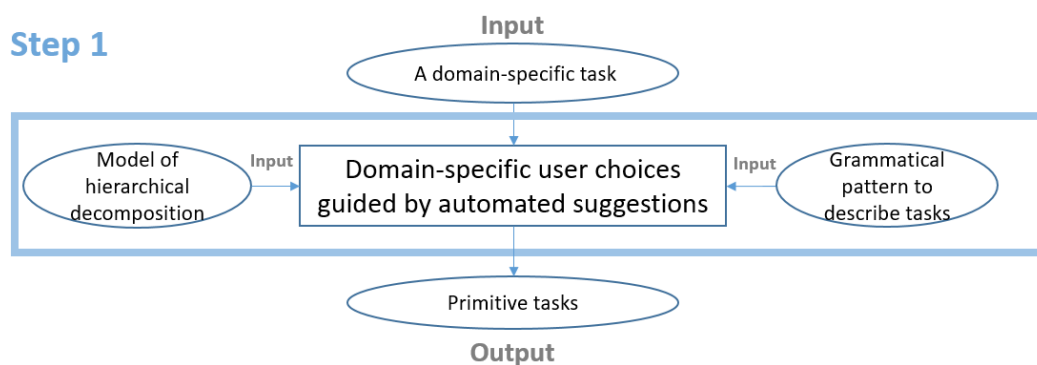 Input
Step 1
A domain-specific task
Model of
hierarchical
decomposition
Input
Domain-specific user choices
guided by automated suggestions
Input
Grammatical
pattern to
describe tasks
Primitive tasks
Output